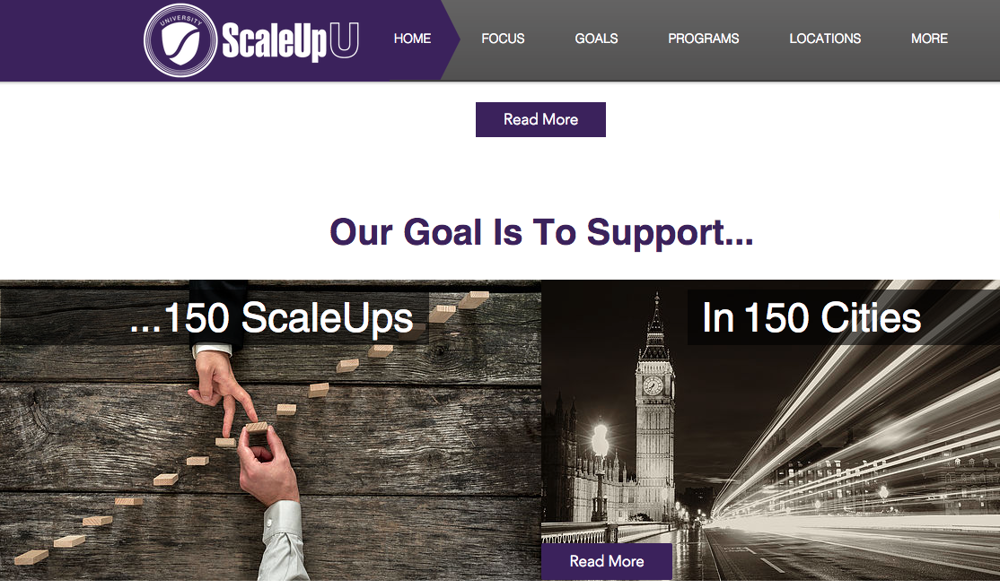 UNIVERSITY
ScaleUpU
HOME
FOCUS
GOALS
PROGRAMS
LOCATIONS
MORE
Read More
Our Goal Is To Support...
...150 ScaleUps
In 150 Cities
Read More